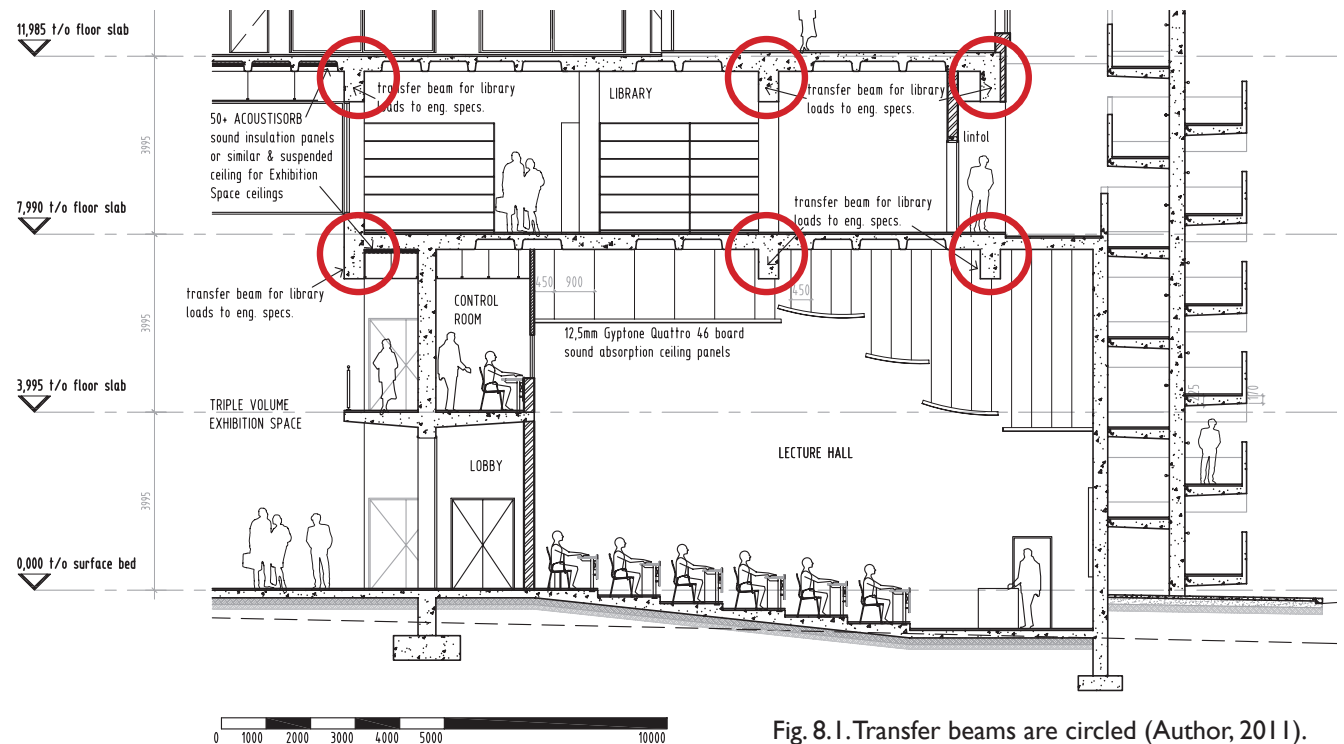 11,985 t/o floor slab
transfer beam for library
loads to eng. specs.
LIBRARY
transfer beam for library
loads to eng. specs.
50+ ACOUSTISORB
sound insulation panels
or similar & suspended
ceiling for Exhibition
Space ceilings
lintol
3995
7,990 t/o floor slab
transfer beam for library
loads to eng. specs.
transfer beam for library
loads to eng. specs.
CONTROL
ROOM
450
900
450
12,5mm Gyptone Quattro 46 board
sound absorption ceiling panels
3995
3,995 t/o floor slab
TRIPLE VOLUME
EXHIBITION SPACE
170
LOBBY
LECTURE HALL
3995
0,000 t/o surface bed
0 1000 2000 3000 4000 5000 10000
Fig. 8.1. Transfer beams are circled (Author, 2011).